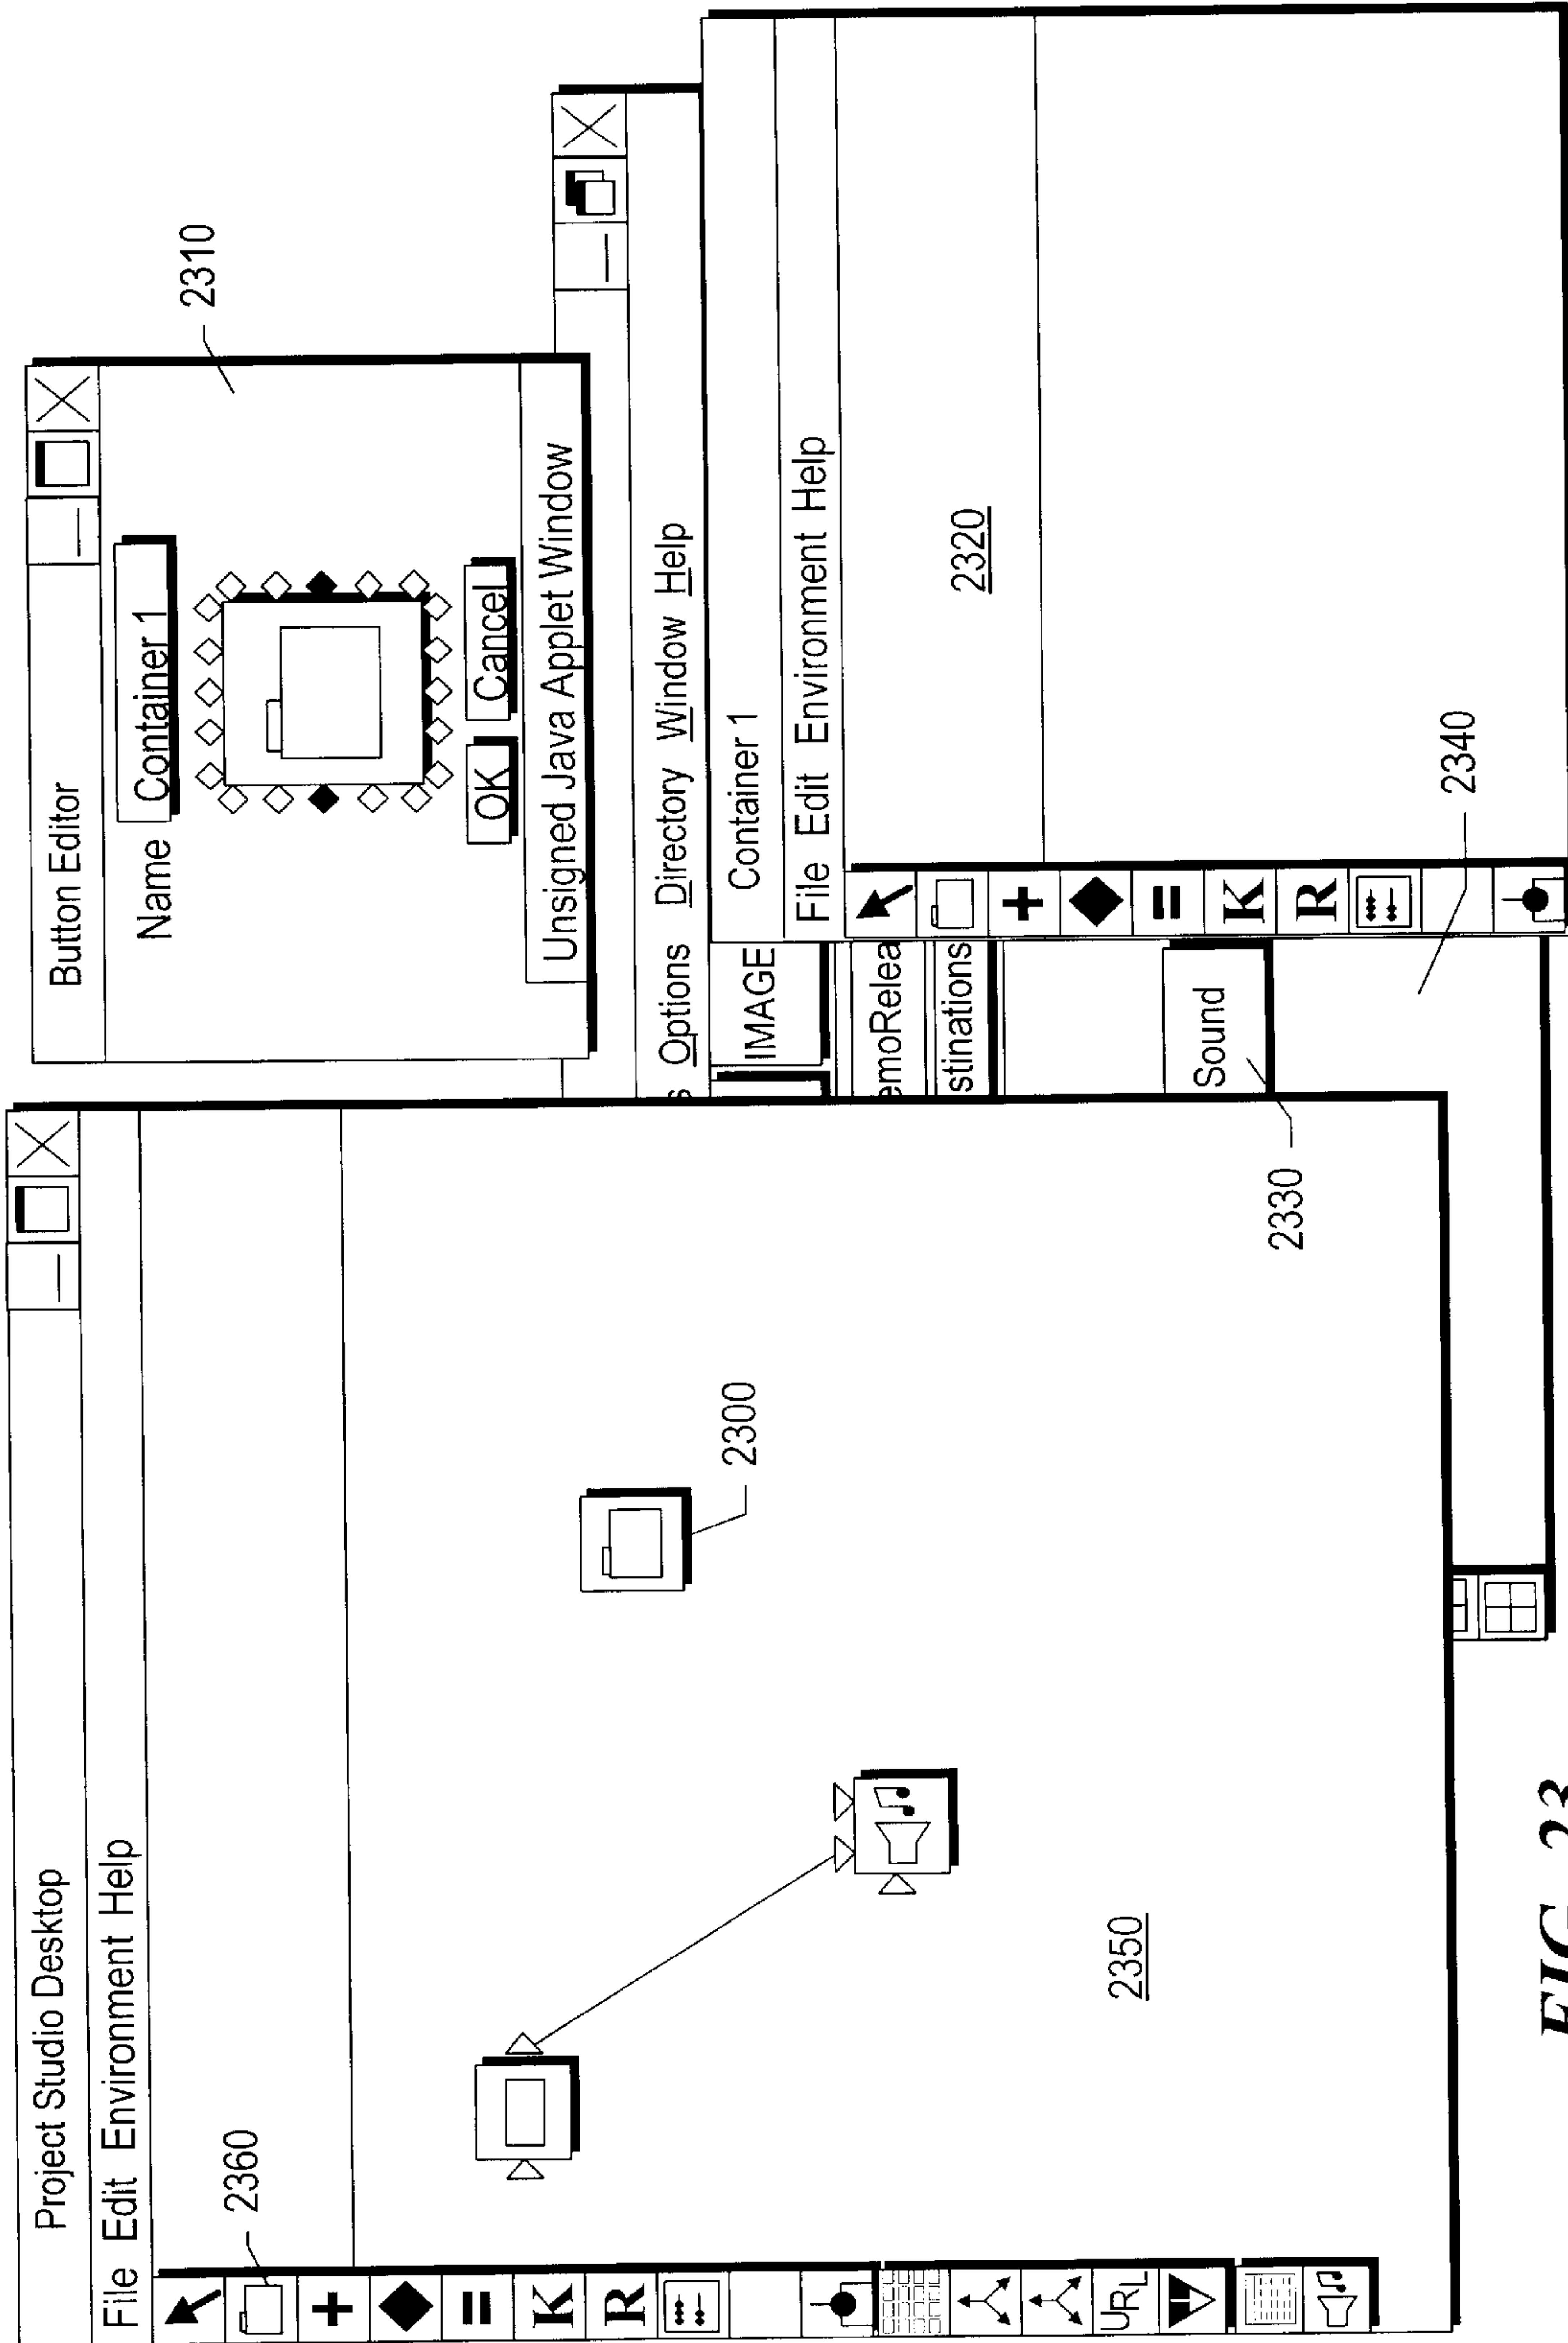 Project Studio Desktop
File Edit Environment Help
2360
K
R
URL
2350
2300
Button Editor
Name Container 1
OK Cancel
Unsigned Java Applet Window
2310
s Options Directory Window Help
IMAGE
emoRelea
stinations
Sound
2330
Container 1
File Edit Environment Help
2320
K
R
2340
FIG. 23